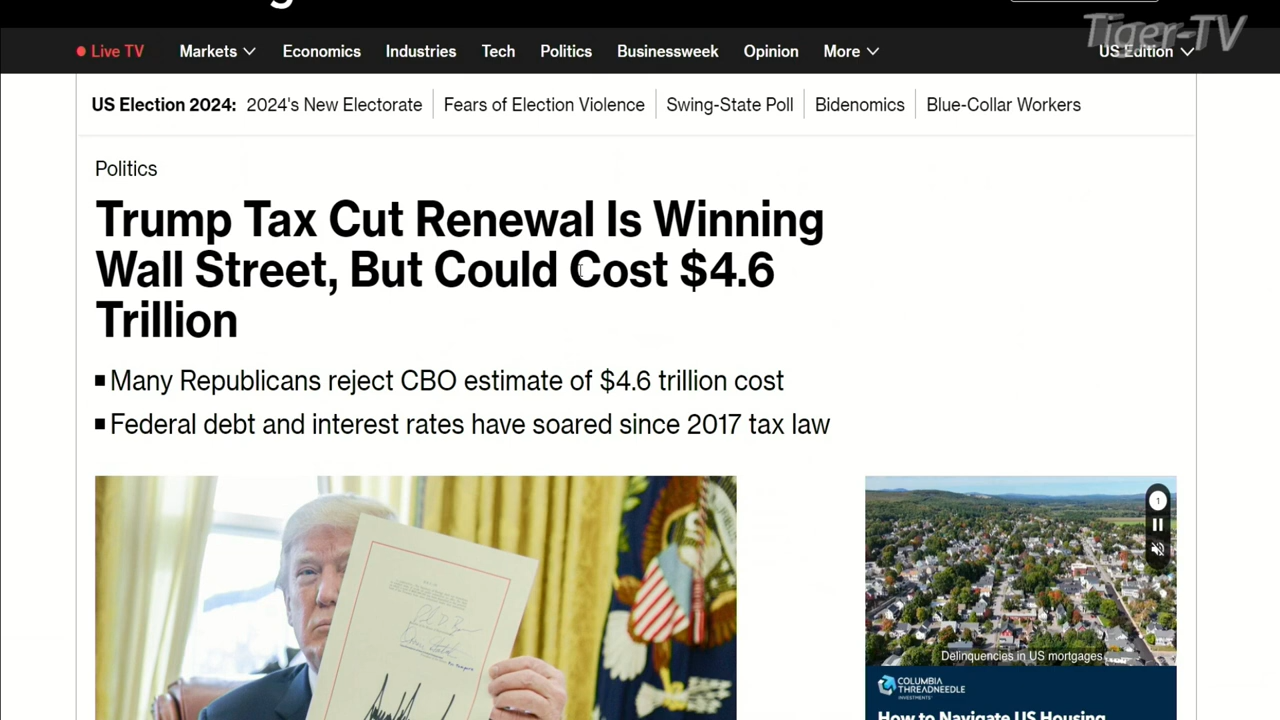 Tiger-TV
Live TV Markets Economics Industries Tech Politics Businessweek Opinion More US Edition
US Election 2024: 2024's New Electorate Fears of Election Violence Swing-State Poll Bidenomics Blue-Collar Workers
Politics
Trump Tax Cut Renewal Is Winning
Wall Street, But Could Cost $4.6
Trillion
Many Republicans reject CBO estimate of $4.6 trillion cost
Federal debt and interest rates have soared since 2017 tax law
1
Delinquencies in US mortgages
COLUMBIA
THREADNEEDLE
INVESTMENTS
How to Navigate US Housing